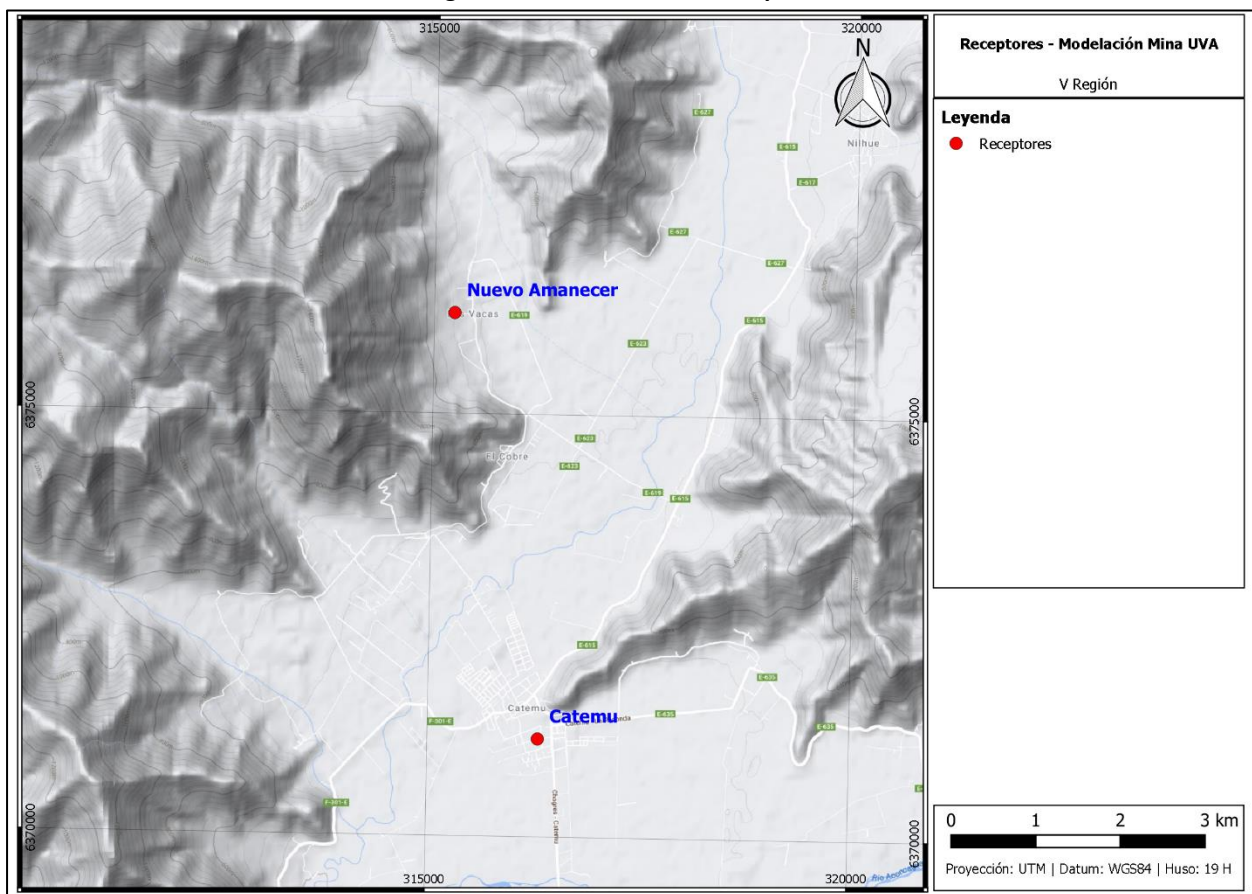 315000
320000
N
Nilhue
E-627
E-619
E-617
E-627
E-627
Nuevo Amanecer
Vacas
E-619
E-615
E-623
6375000
6375000
E-623
El Cobre
E-623
E-619
E-615
E-615
E-635
Catemu
Catemu
F-301-E
E-635
E-635
F-301-E
Chagres - Catemu
6370000
6370000
315000
320000
Receptores - Modelación Mina UVA
V Región
Leyenda
Receptores
0 1 2 3 km
Proyección: UTM | Datum: WGS84 | Huso: 19 H